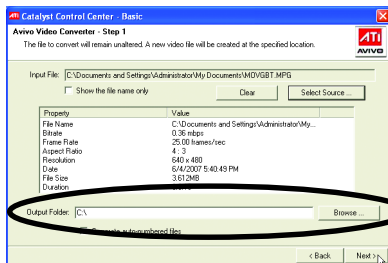 ATI Catalyst Control Center - Basic
Avivo Video Converter - Step 1
The file to convert will remain unaltered. A new video file will be created at the specified location.
ATI
AVIVO
Input File: C:\Documents and Settings\Administrator\My Documents\MOVGBT.MPG
Show the file name only
Clear
Select Source ...
Property Value
File Name C:\Documents and Settings\Administrator\My...
Bitrate 0.36 mbps
Frame Rate 25.00 frames/sec
Aspect Ratio 4 : 3
Resolution 640 x 480
Date 6/4/2007 5:40:49 PM
File Size 3.612MB
Duration
Output Folder: C:\
Browse ...
auto-numbered files
< Back
Next >